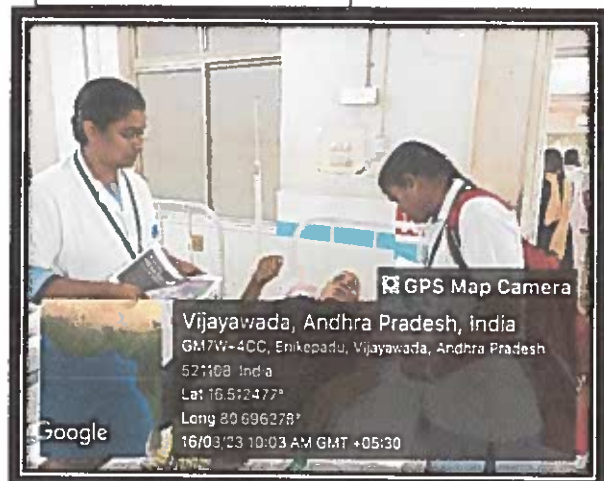 GPS Map Camera
Vijayawada, Andhra Pradesh, India
GM7W+4CC, Enikepadu, Vijayawada, Andhra Pradesh
521108 India
Lat 16.512477°
Long 80.696278°
16/03/23 10:03 AM GMT +05:30
Google